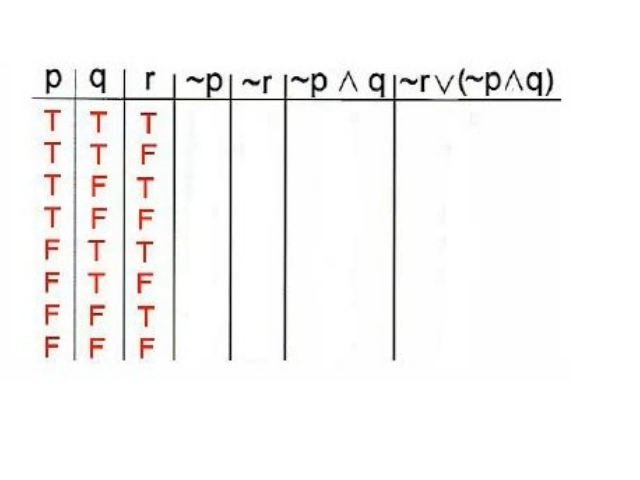 p q r ~p ~r ~p ∧ q ~r∨(~p∧q)
T T T
T T F
T F T
T F F
F T T
F T F
F F T
F F F